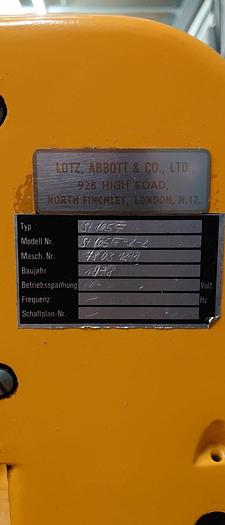 LOTZ, ABBOTT & CO., LTD.,
928 HIGH ROAD,
NORTH FINCHLEY, LONDON, N.12.
Typ
Modell Nr.
Masch. Nr.
Baujahr 1978
Betriebsspannung — Volt
Frequenz — Hz
Schaltplan-Nr. —